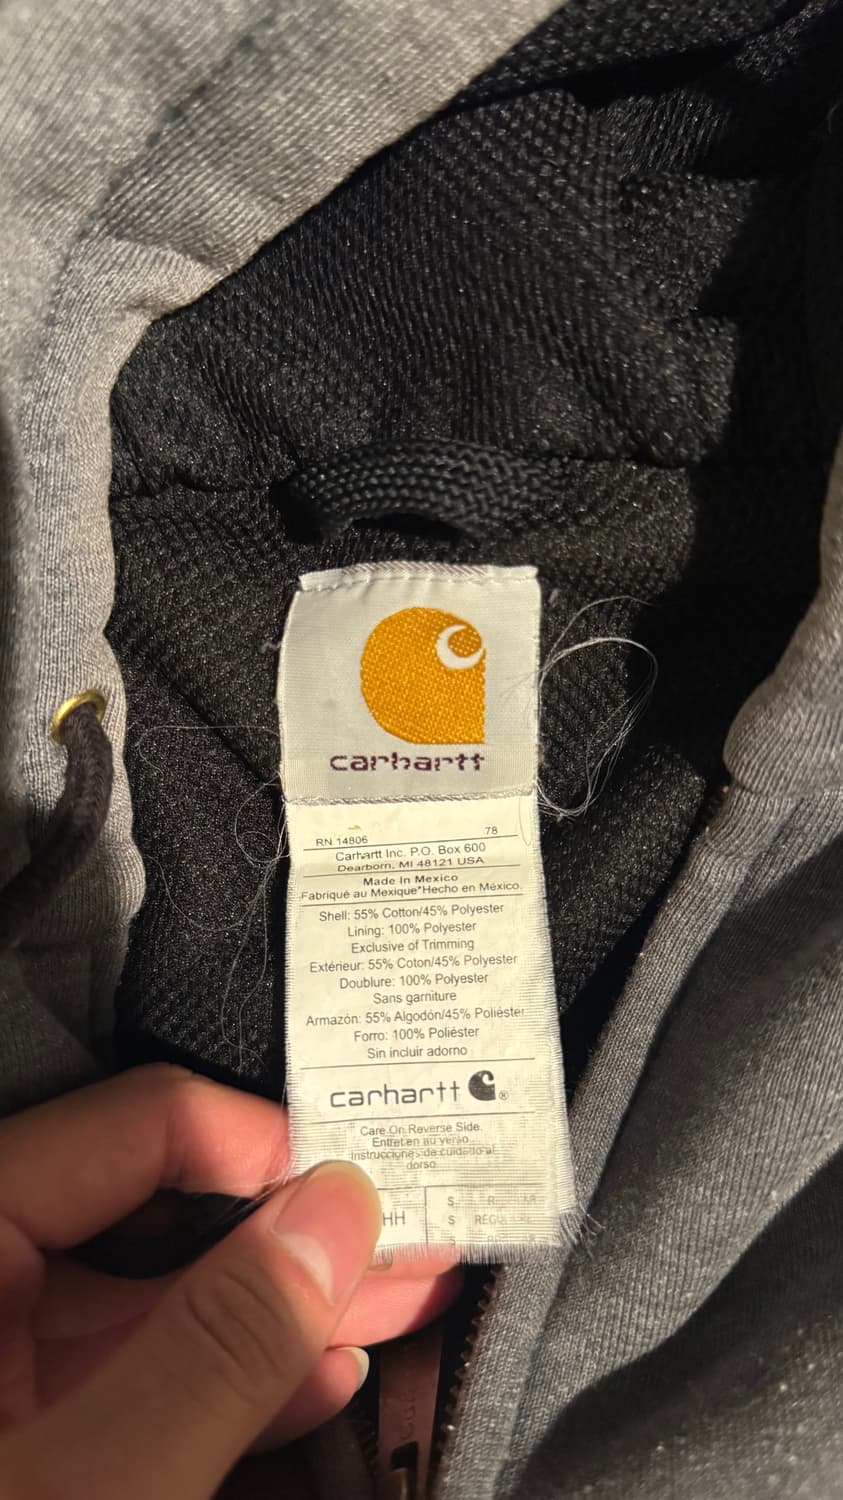 carhartt
RN 14806 78
Carhartt Inc. P.O. Box 600
Dearborn, MI 48121 USA
Made In Mexico
Fabriqué au Mexique*Hecho en México.
Shell: 55% Cotton/45% Polyester
Lining: 100% Polyester
Exclusive of Trimming
Extérieur: 55% Coton/45% Polyester
Doublure: 100% Polyester
Sans garniture
Armazón: 55% Algodón/45% Poliéster
Forro: 100% Poliéster
Sin incluir adorno
carhartt ®
Care On Reverse Side.
Entretien au verso
Instrucciones de cuidado al
dorso.
HH S
S
S